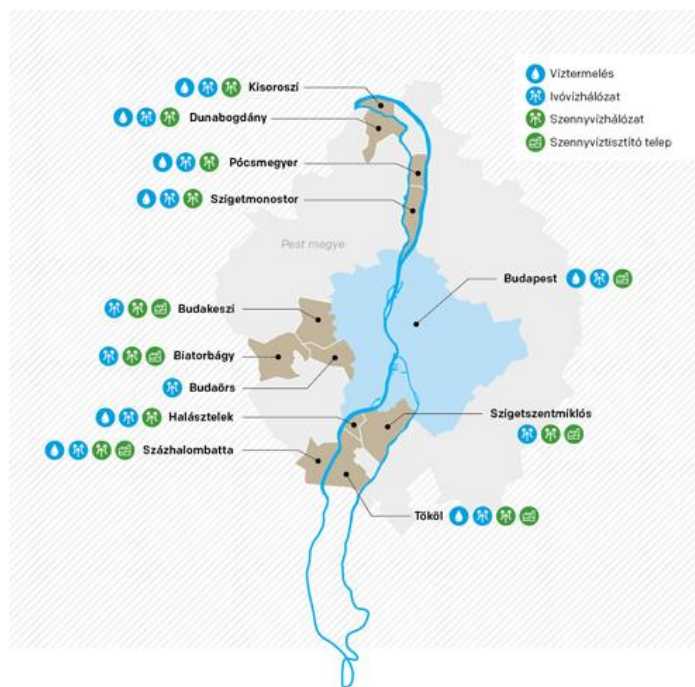 Kisoroszi
Dunabogdány
Pócsmegyer
Szigetmonostor
Víztermelés
Ivóvízhálózat
Szennyvízhálózat
Szennyvíztisztító telep
Pest megye
Budapest
Budakeszi
Biatorbágy
Budaörs
Halásztelek
Szigetszentmiklós
Százhalombatta
Tököl